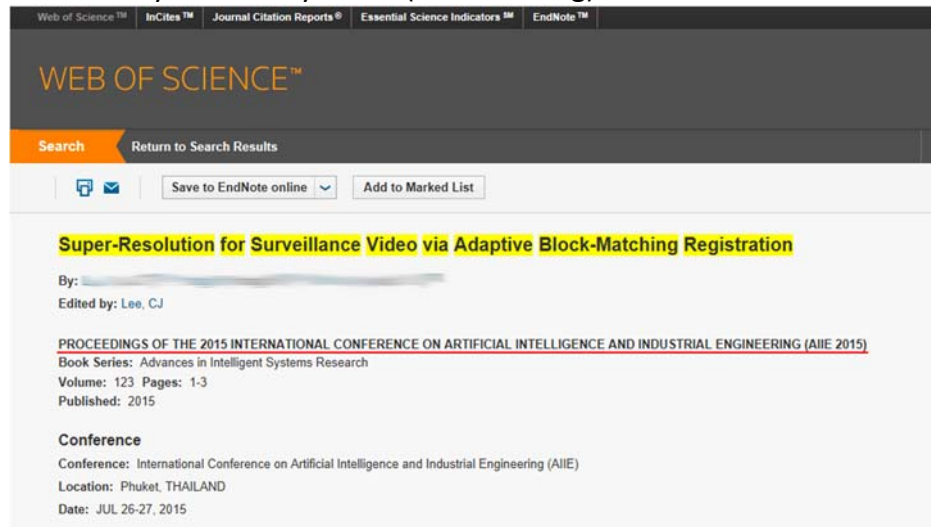 Web of Science™ InCites™ Journal Citation Reports® Essential Science Indicators℠ EndNote™
WEB OF SCIENCE™
Search Return to Search Results
Save to EndNote online Add to Marked List
Super-Resolution for Surveillance Video via Adaptive Block-Matching Registration
By:
Edited by: Lee, CJ
PROCEEDINGS OF THE 2015 INTERNATIONAL CONFERENCE ON ARTIFICIAL INTELLIGENCE AND INDUSTRIAL ENGINEERING (AIIE 2015)
Book Series: Advances in Intelligent Systems Research
Volume: 123 Pages: 1-3
Published: 2015
Conference
Conference: International Conference on Artificial Intelligence and Industrial Engineering (AIIE)
Location: Phuket, THAILAND
Date: JUL 26-27, 2015